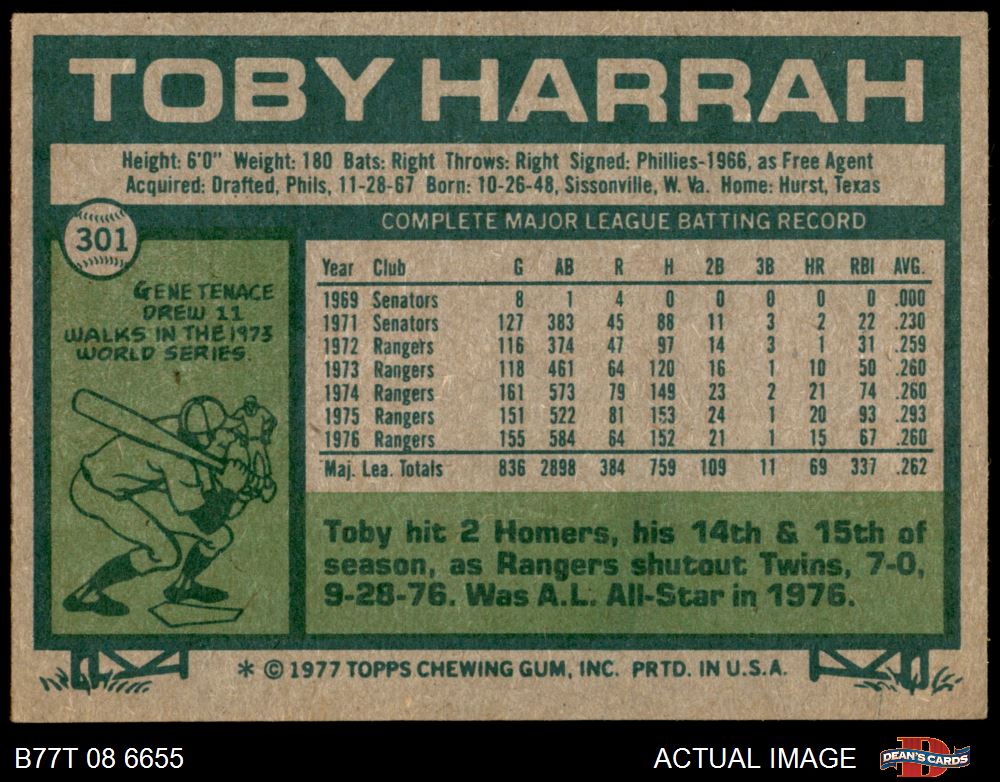 TOBY HARRAH
Height: 6'0" Weight: 180 Bats: Right Throws: Right Signed: Phillies-1966, as Free Agent
Acquired: Drafted, Phils, 11-28-67 Born: 10-26-48, Sissonville, W. Va. Home: Hurst, Texas
301
COMPLETE MAJOR LEAGUE BATTING RECORD
GENE TENACE
DREW 11
WALKS IN THE 1973
WORLD SERIES.
Year Club G AB R H 2B 3B HR RBI AVG.
1969 Senators 8 1 4 0 0 0 0 0 .000
1971 Senators 127 383 45 88 11 3 2 22 .230
1972 Rangers 116 374 47 97 14 3 1 31 .259
1973 Rangers 118 461 64 120 16 1 10 50 .260
1974 Rangers 161 573 79 149 23 2 21 74 .260
1975 Rangers 151 522 81 153 24 1 20 93 .293
1976 Rangers 155 584 64 152 21 1 15 67 .260
Maj. Lea. Totals 836 2898 384 759 109 11 69 337 .262
Toby hit 2 Homers, his 14th & 15th of
season, as Rangers shutout Twins, 7-0,
9-28-76. Was A.L. All-Star in 1976.
* © 1977 TOPPS CHEWING GUM, INC. PRTD. IN U.S.A.
B77T 08 6655
ACTUAL IMAGE
DEAN'S CARDS